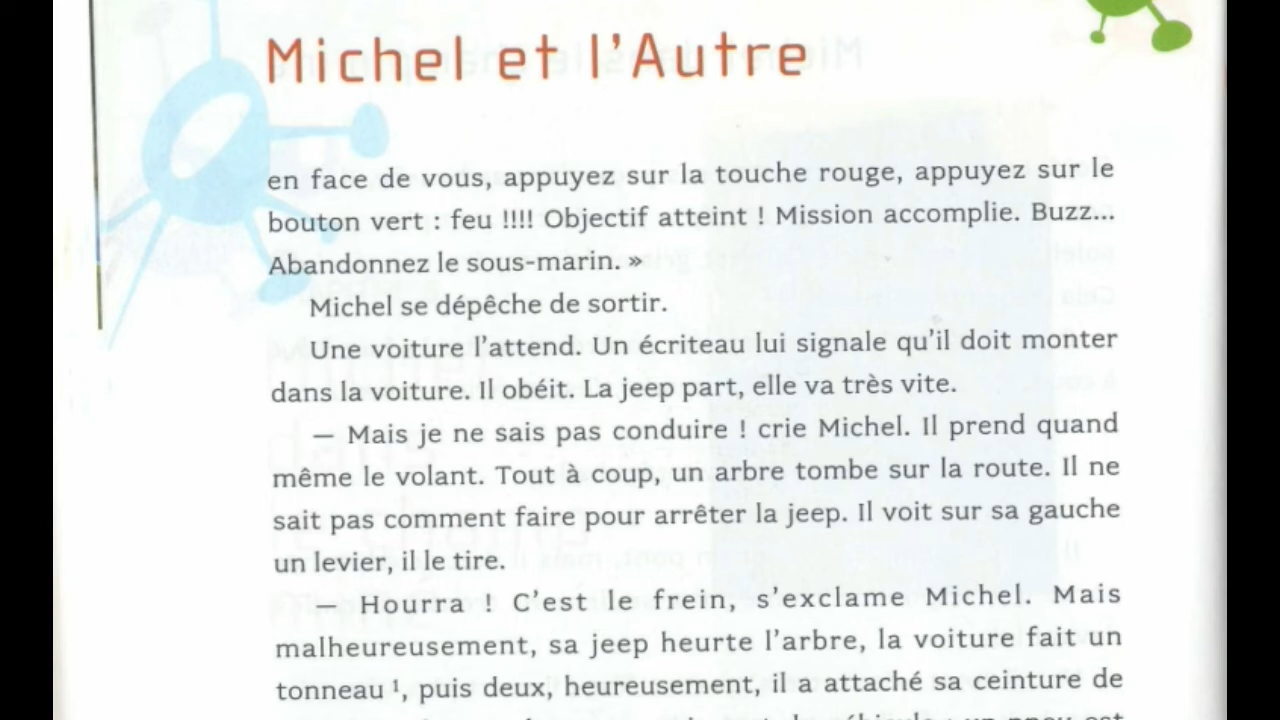 Michel et l'Autre
en face de vous, appuyez sur la touche rouge, appuyez sur le
bouton vert : feu !!!! Objectif atteint ! Mission accomplie. Buzz...
Abandonnez le sous-marin. »
Michel se dépêche de sortir.
Une voiture l'attend. Un écriteau lui signale qu'il doit monter
dans la voiture. Il obéit. La jeep part, elle va très vite.
— Mais je ne sais pas conduire ! crie Michel. Il prend quand
même le volant. Tout à coup, un arbre tombe sur la route. Il ne
sait pas comment faire pour arrêter la jeep. Il voit sur sa gauche
un levier, il le tire.
— Hourra ! C'est le frein, s'exclame Michel. Mais
malheureusement, sa jeep heurte l'arbre, la voiture fait un
tonneau ¹, puis deux, heureusement, il a attaché sa ceinture de